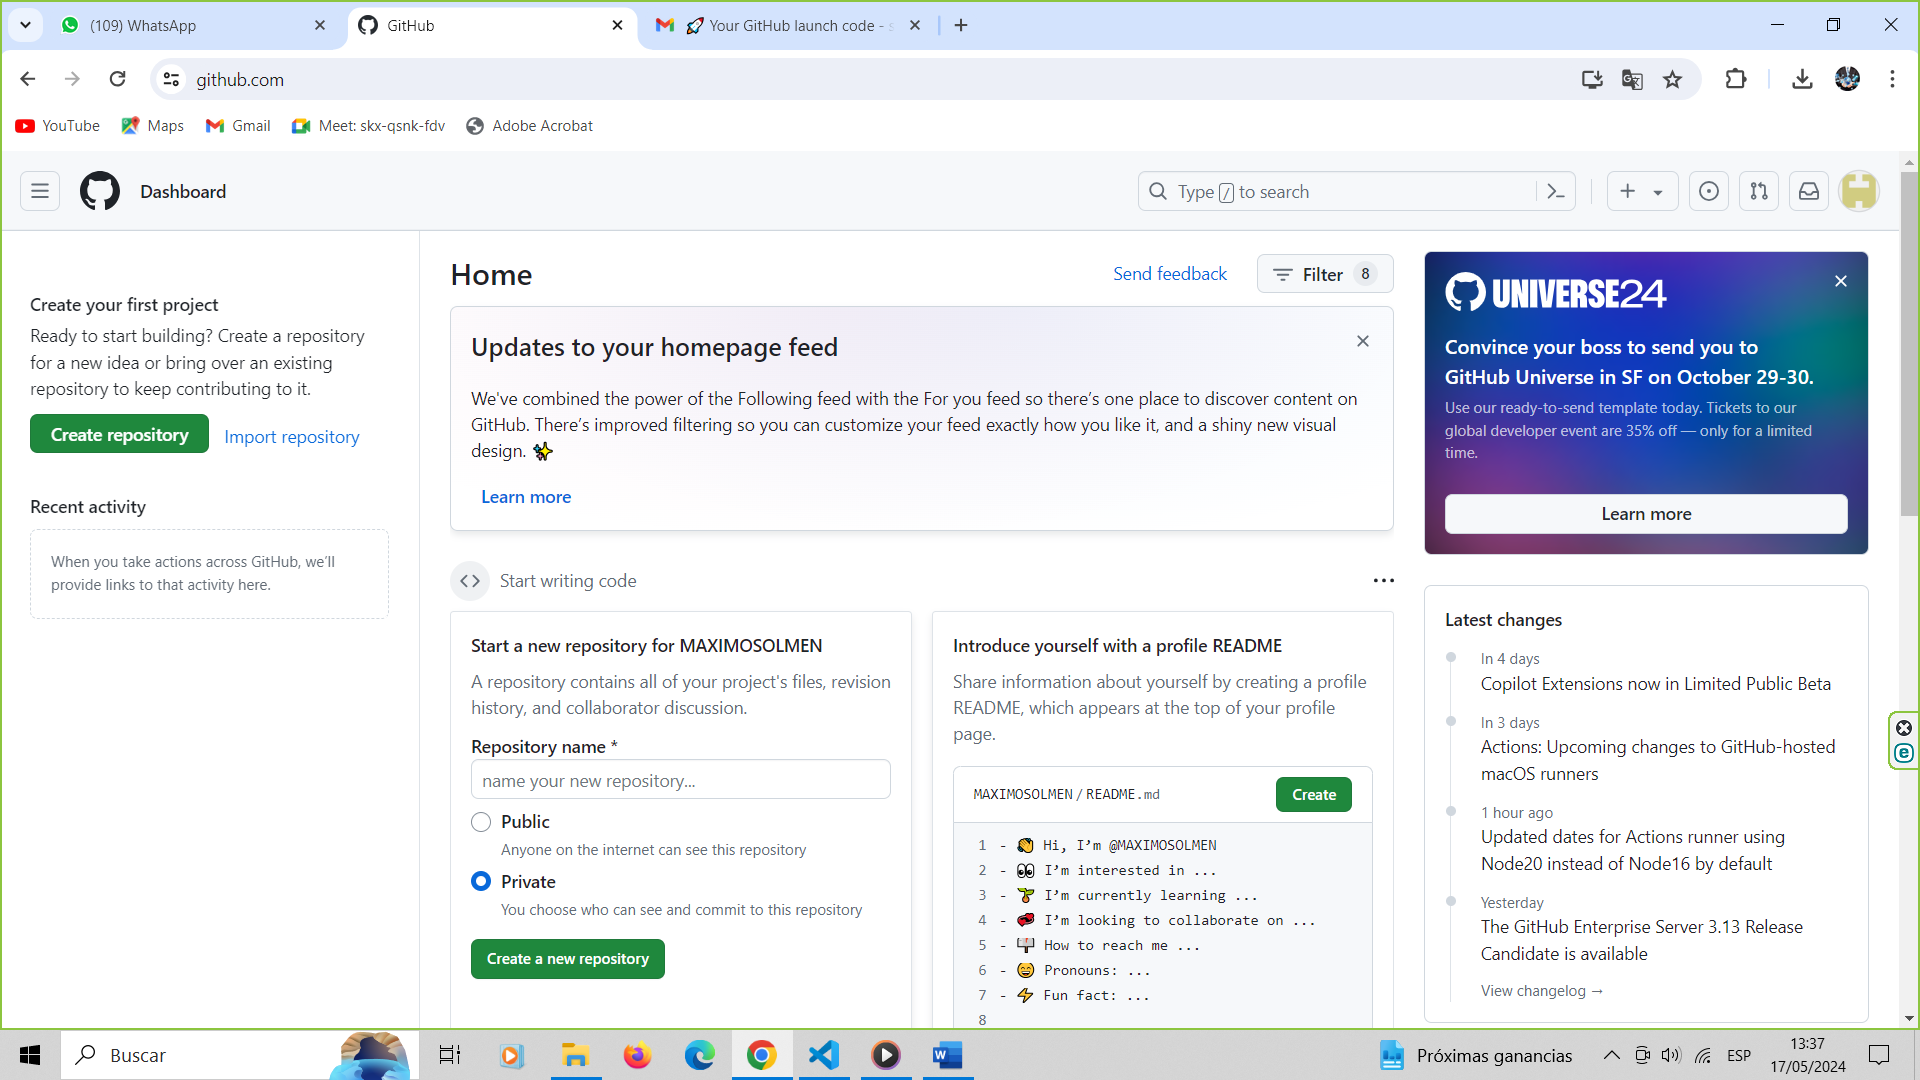 (109) WhatsApp
GitHub
🚀 Your GitHub launch code - s
github.com
YouTube
Maps
Gmail
Meet: skx-qsnk-fdv
Adobe Acrobat
Dashboard
Type / to search
Create your first project
Ready to start building? Create a repository
for a new idea or bring over an existing
repository to keep contributing to it.
Create repository
Import repository
Recent activity
When you take actions across GitHub, we'll
provide links to that activity here.
Home
Send feedback
Filter 8
Updates to your homepage feed
We've combined the power of the Following feed with the For you feed so there's one place to discover content on
GitHub. There's improved filtering so you can customize your feed exactly how you like it, and a shiny new visual
design. ✨
Learn more
Start writing code
Start a new repository for MAXIMOSOLMEN
A repository contains all of your project's files, revision
history, and collaborator discussion.
Repository name *
name your new repository...
Public
Anyone on the internet can see this repository
Private
You choose who can see and commit to this repository
Create a new repository
Introduce yourself with a profile README
Share information about yourself by creating a profile
README, which appears at the top of your profile
page.
MAXIMOSOLMEN / README.md
Create
1 - 👋 Hi, I'm @MAXIMOSOLMEN
2 - 👀 I'm interested in ...
3 - 🌱 I'm currently learning ...
4 - 💞️ I'm looking to collaborate on ...
5 - 📫 How to reach me ...
6 - 😄 Pronouns: ...
7 - ⚡ Fun fact: ...
8
UNIVERSE24
Convince your boss to send you to
GitHub Universe in SF on October 29-30.
Use our ready-to-send template today. Tickets to our
global developer event are 35% off — only for a limited
time.
Learn more
Latest changes
In 4 days
Copilot Extensions now in Limited Public Beta
In 3 days
Actions: Upcoming changes to GitHub-hosted
macOS runners
1 hour ago
Updated dates for Actions runner using
Node20 instead of Node16 by default
Yesterday
The GitHub Enterprise Server 3.13 Release
Candidate is available
View changelog →
Buscar
Próximas ganancias
ESP
13:37
17/05/2024